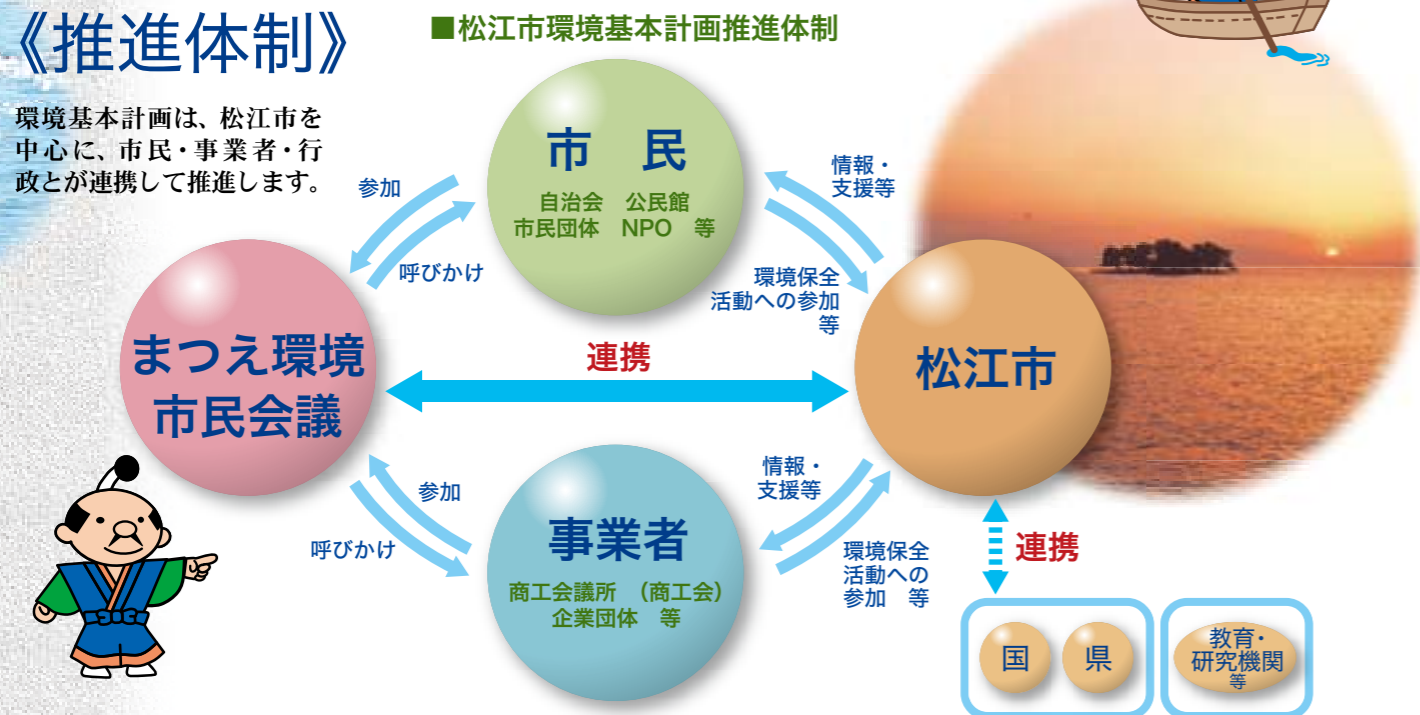 《推進体制》
■松江市環境基本計画推進体制
環境基本計画は、松江市を
中心に、市民・事業者・行
政とが連携して推進します。
市　民
自治会　公民館
市民団体　NPO　等
参加
呼びかけ
情報・
支援等
環境保全
活動への参加
等
まつえ環境
市民会議
連携
松江市
参加
呼びかけ
事業者
商工会議所　（商工会）
企業団体　等
情報・
支援等
環境保全
活動への
参加　等
連携
国
県
教育・
研究機関
等